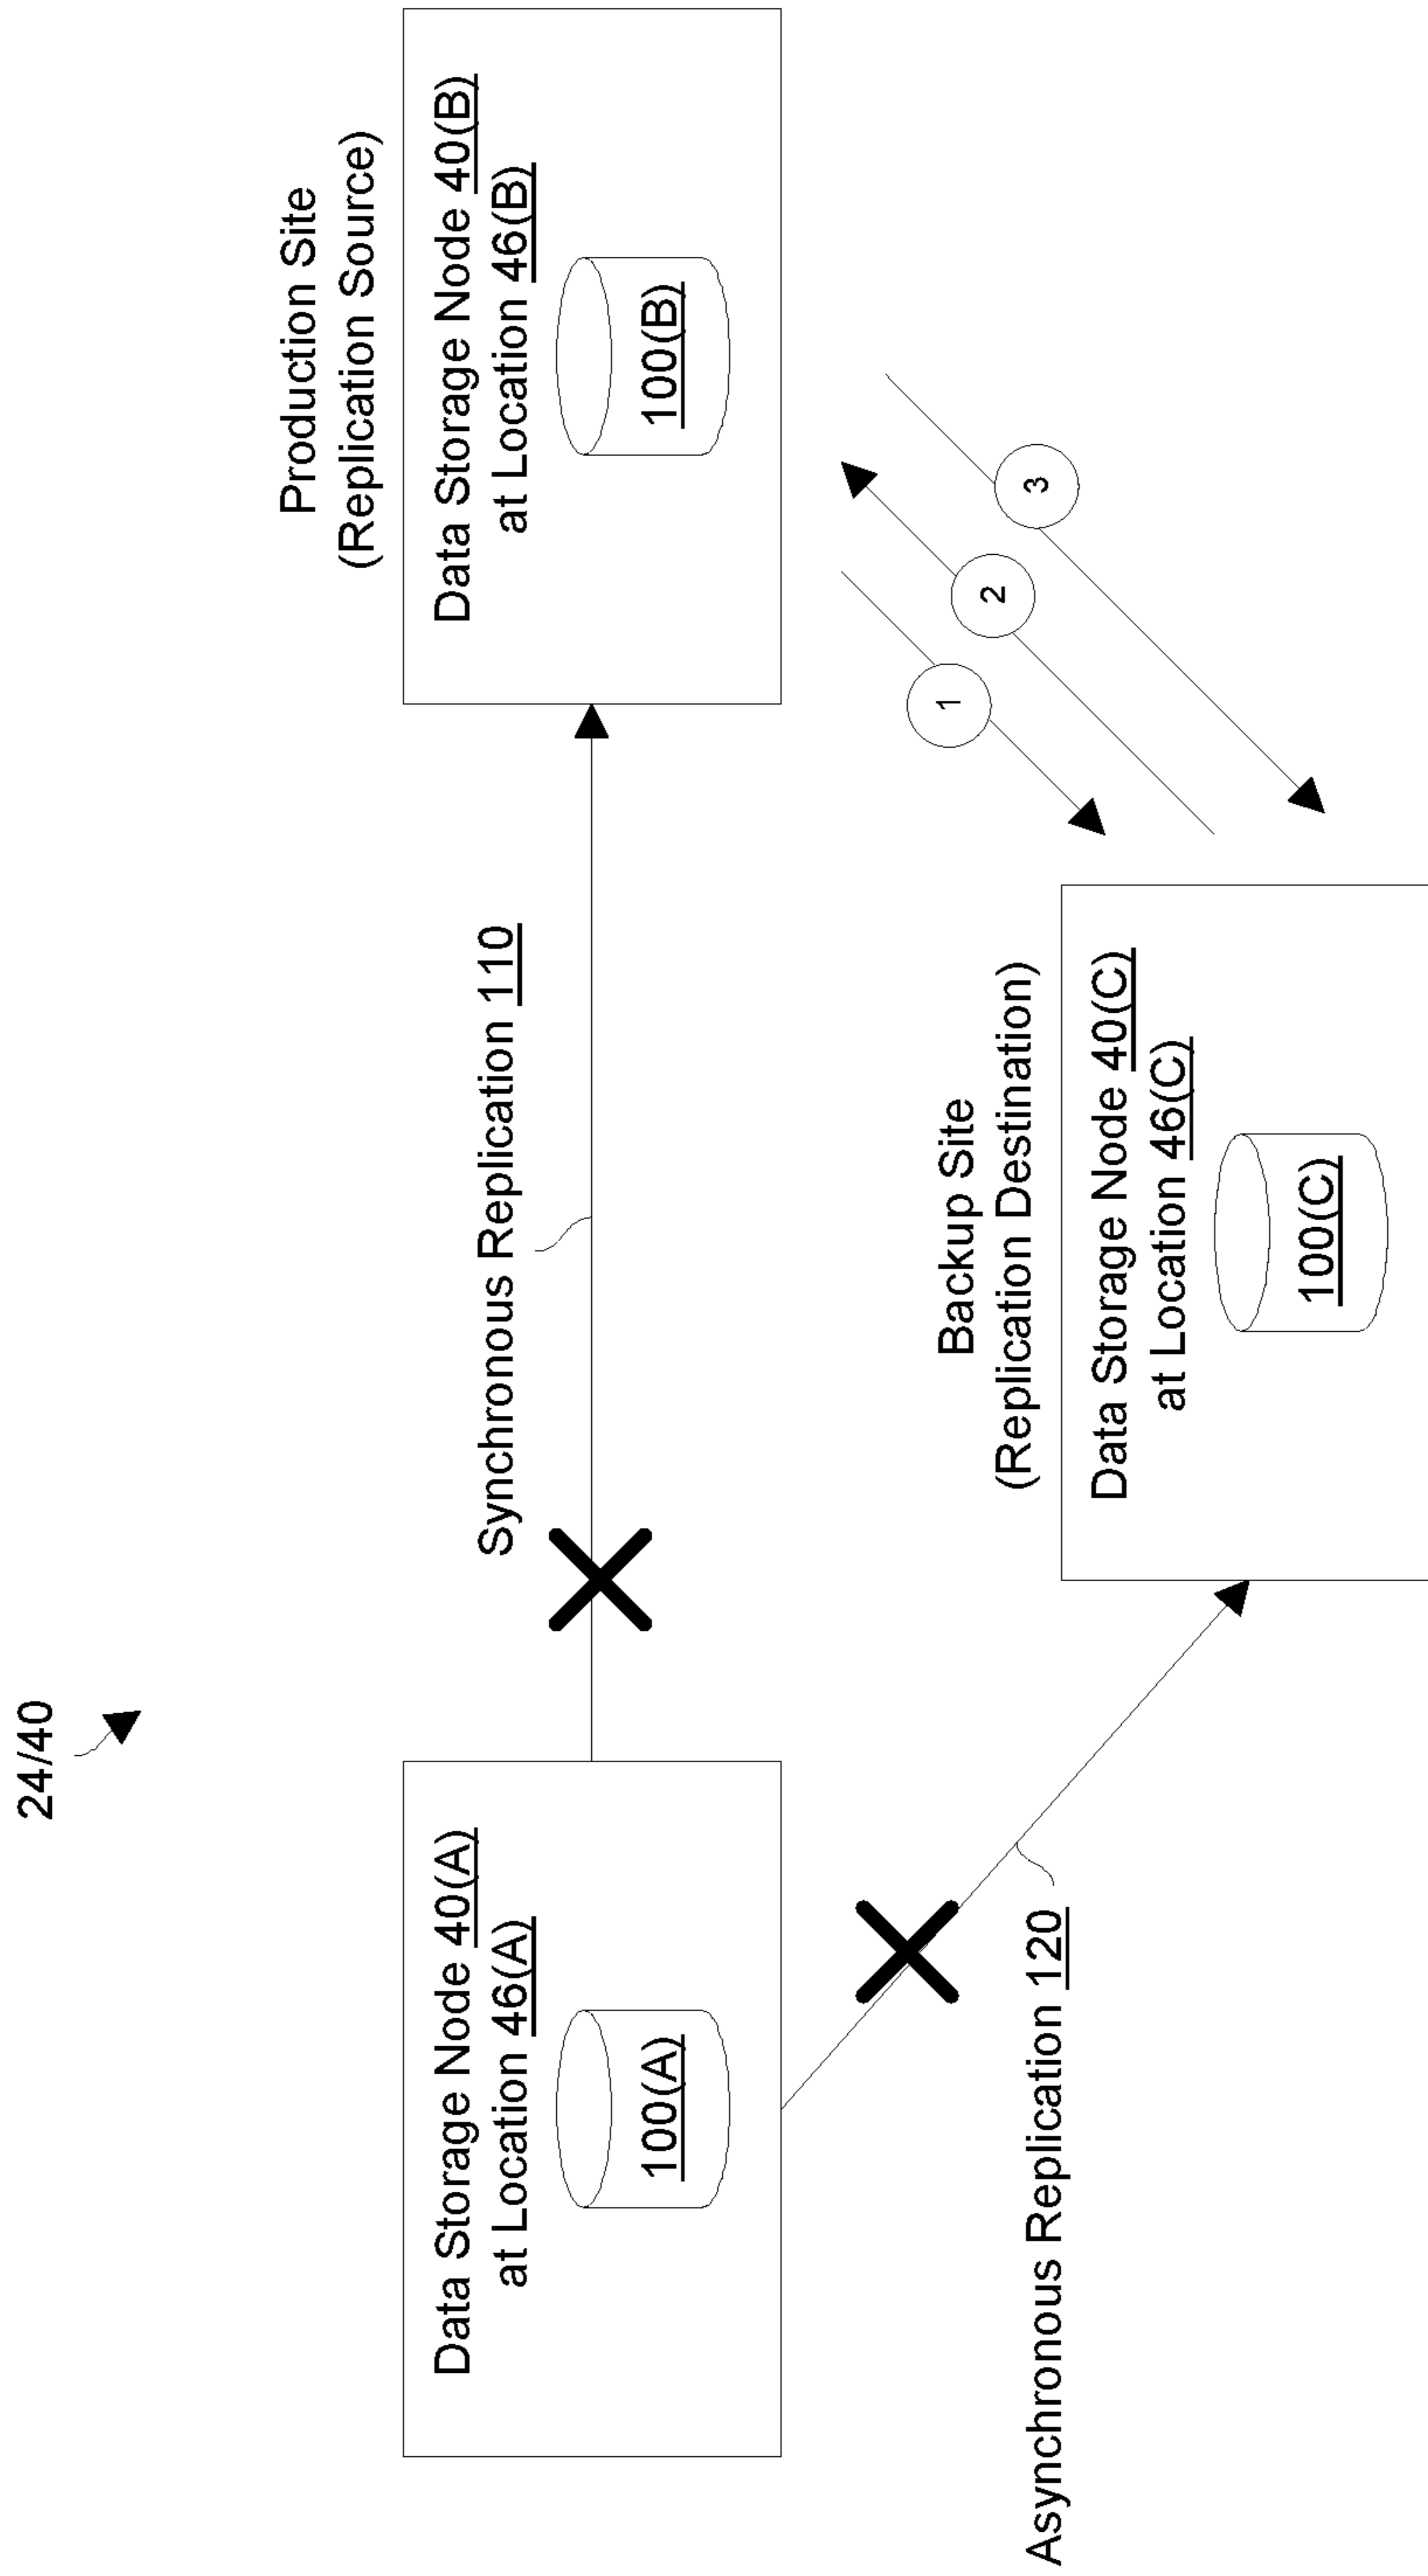 24/40
Production Site
(Replication Source)
Data Storage Node 40(A)
at Location 46(A)
100(A)
Synchronous Replication 110
Data Storage Node 40(B)
at Location 46(B)
100(B)
Asynchronous Replication 120
Backup Site
(Replication Destination)
Data Storage Node 40(C)
at Location 46(C)
100(C)
1
2
3